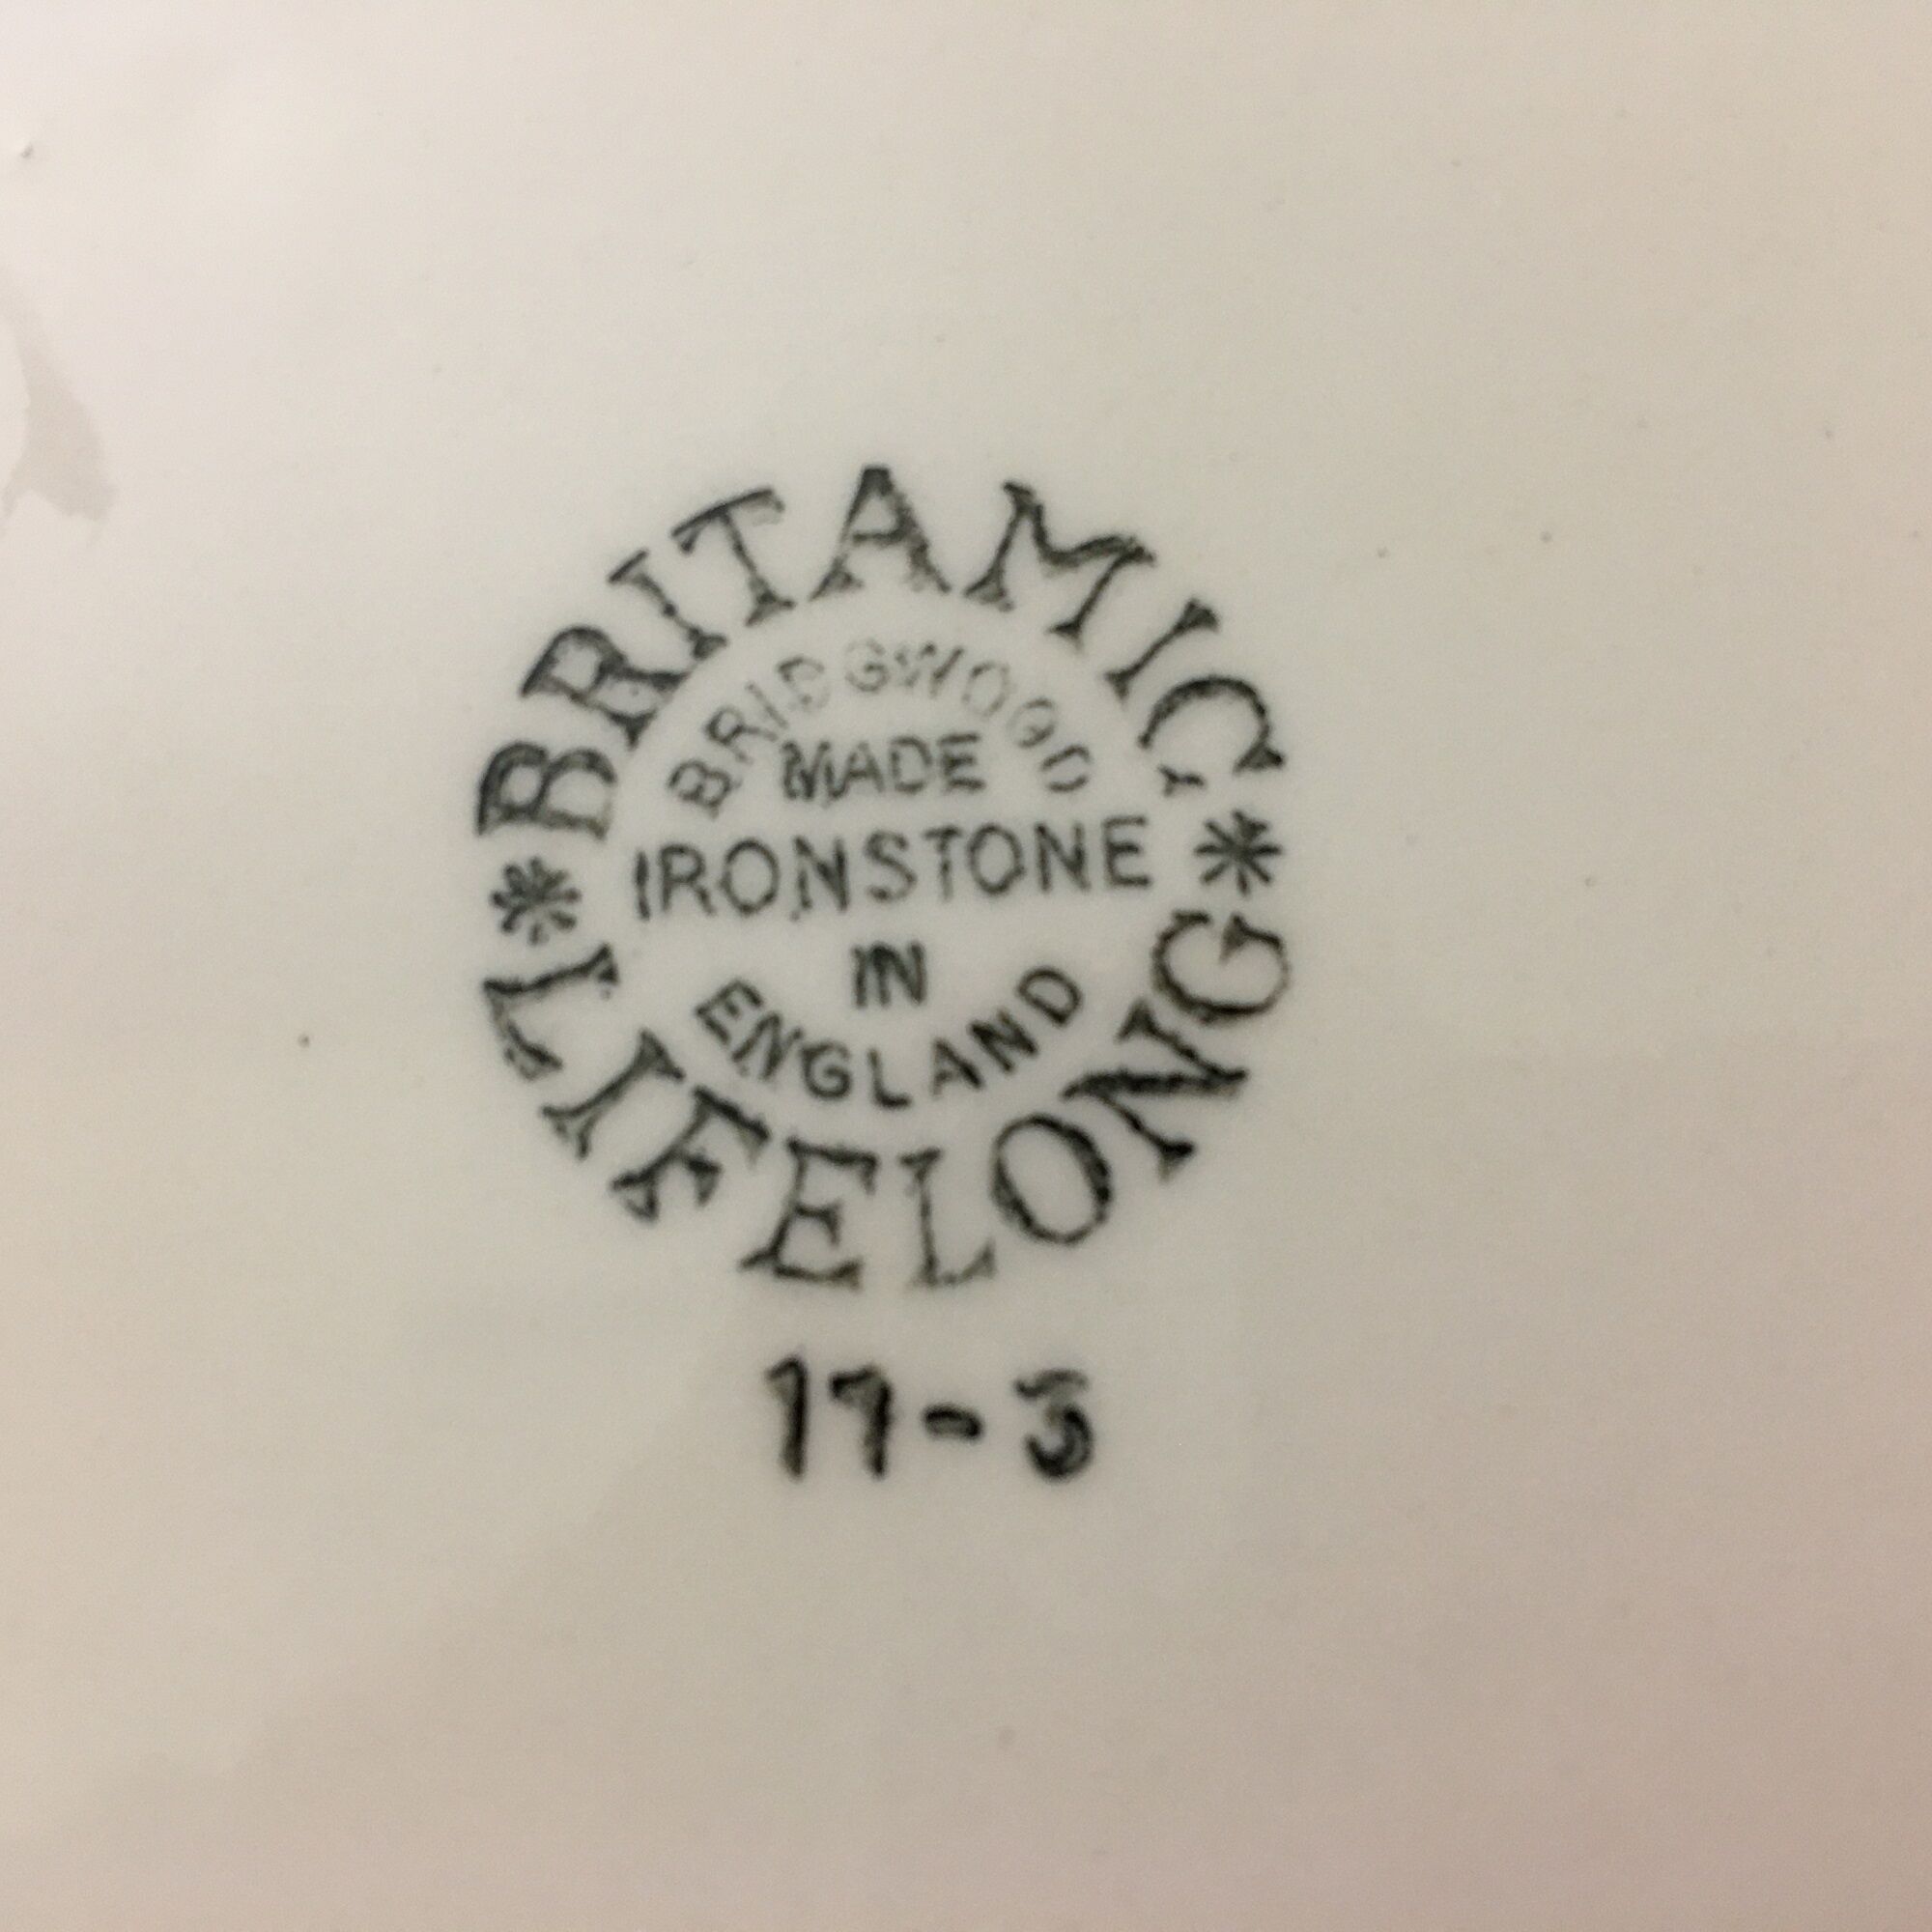 BRITAMIC
BRIDGWOOD
MADE
IRONSTONE
IN
ENGLAND
* LIFELONG *
17-3